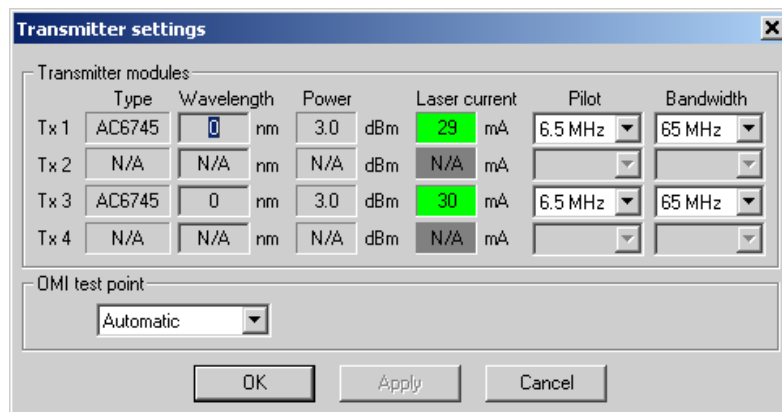 Transmitter settings
Transmitter modules
Type Wavelength Power Laser current Pilot Bandwidth
Tx 1 AC6745 0 nm 3.0 dBm 29 mA 6.5 MHz 65 MHz
Tx 2 N/A N/A nm N/A dBm N/A mA
Tx 3 AC6745 0 nm 3.0 dBm 30 mA 6.5 MHz 65 MHz
Tx 4 N/A N/A nm N/A dBm N/A mA
OMI test point
Automatic
OK Apply Cancel